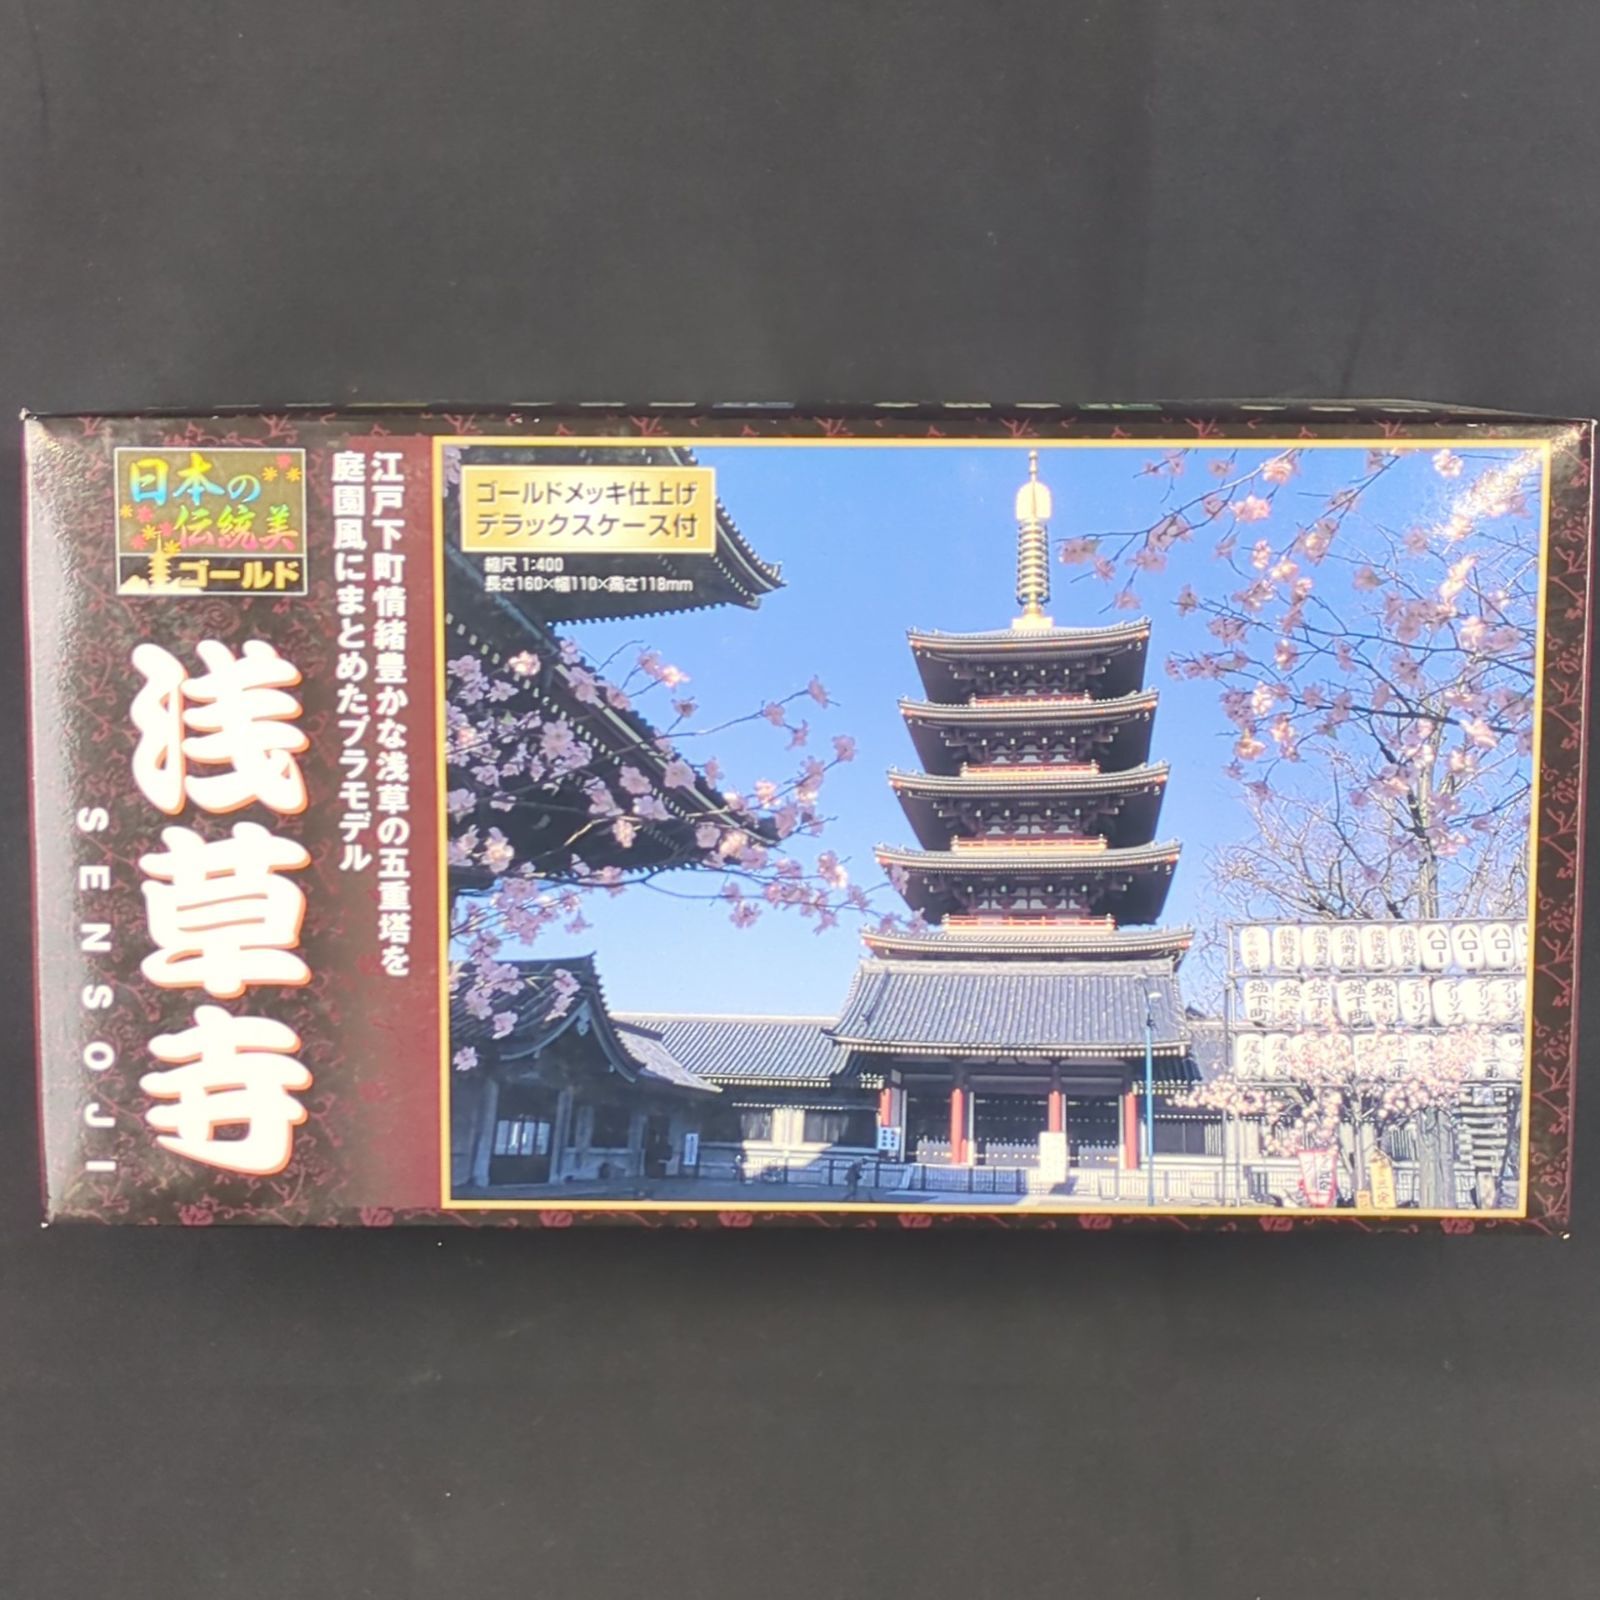 日本の
伝統美
ゴールド
浅草寺
SENSOJI
江戸下町情緒豊かな浅草の五重塔を
庭園風にまとめたプラモデル
ゴールドメッキ仕上げ
デラックスケース付
縮尺 1:400
長さ160×幅110×高さ118mm